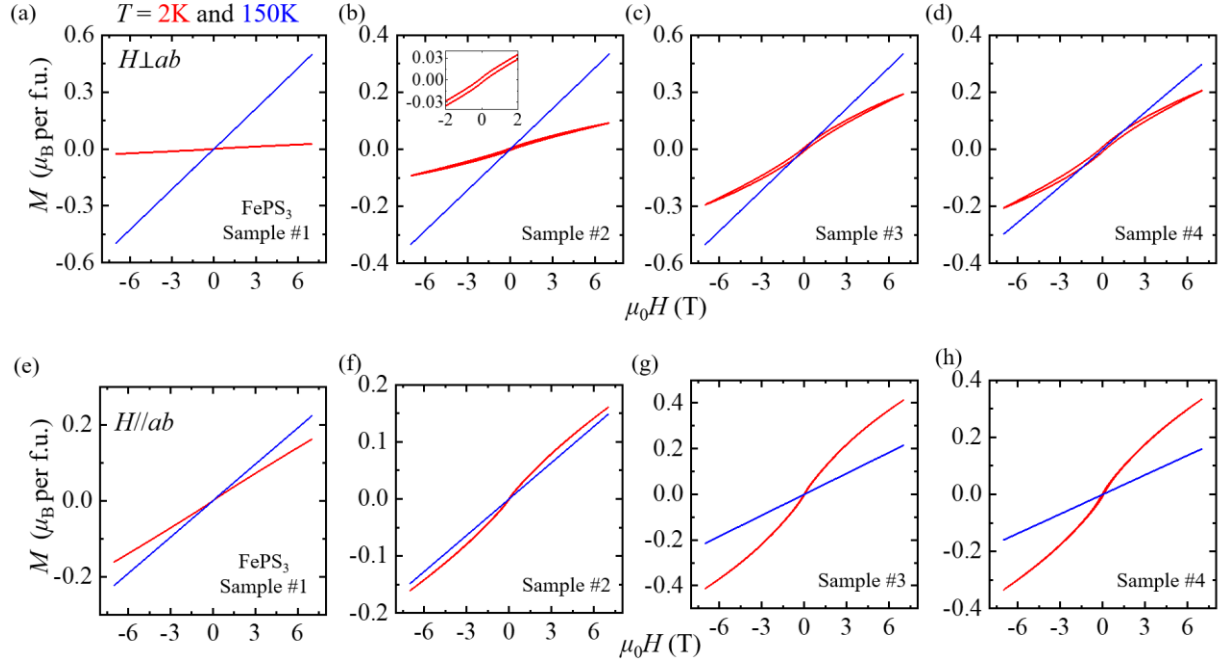 (a) T = 2K and 150K
0.6
0.3
0.0
-0.3
-0.6
M (μB per f.u.)
H⊥ab
FePS3
Sample #1
-6 -3 0 3 6
(b)
0.4
0.2
0.0
-0.2
-0.4
0.03
0.00
-0.03
-2 0 2
Sample #2
-6 -3 0 3 6
(c)
0.6
0.3
0.0
-0.3
-0.6
Sample #3
-6 -3 0 3 6
(d)
0.4
0.2
0.0
-0.2
-0.4
Sample #4
-6 -3 0 3 6
μ0H (T)
(e)
0.2
0.0
-0.2
M (μB per f.u.)
H//ab
FePS3
Sample #1
-6 -3 0 3 6
(f)
0.2
0.1
0.0
-0.1
0.2
Sample #2
-6 -3 0 3 6
(g)
0.4
0.2
0.0
-0.2
-0.4
Sample #3
-6 -3 0 3 6
(h)
0.4
0.2
0.0
-0.2
-0.4
Sample #4
-6 -3 0 3 6
μ0H (T)